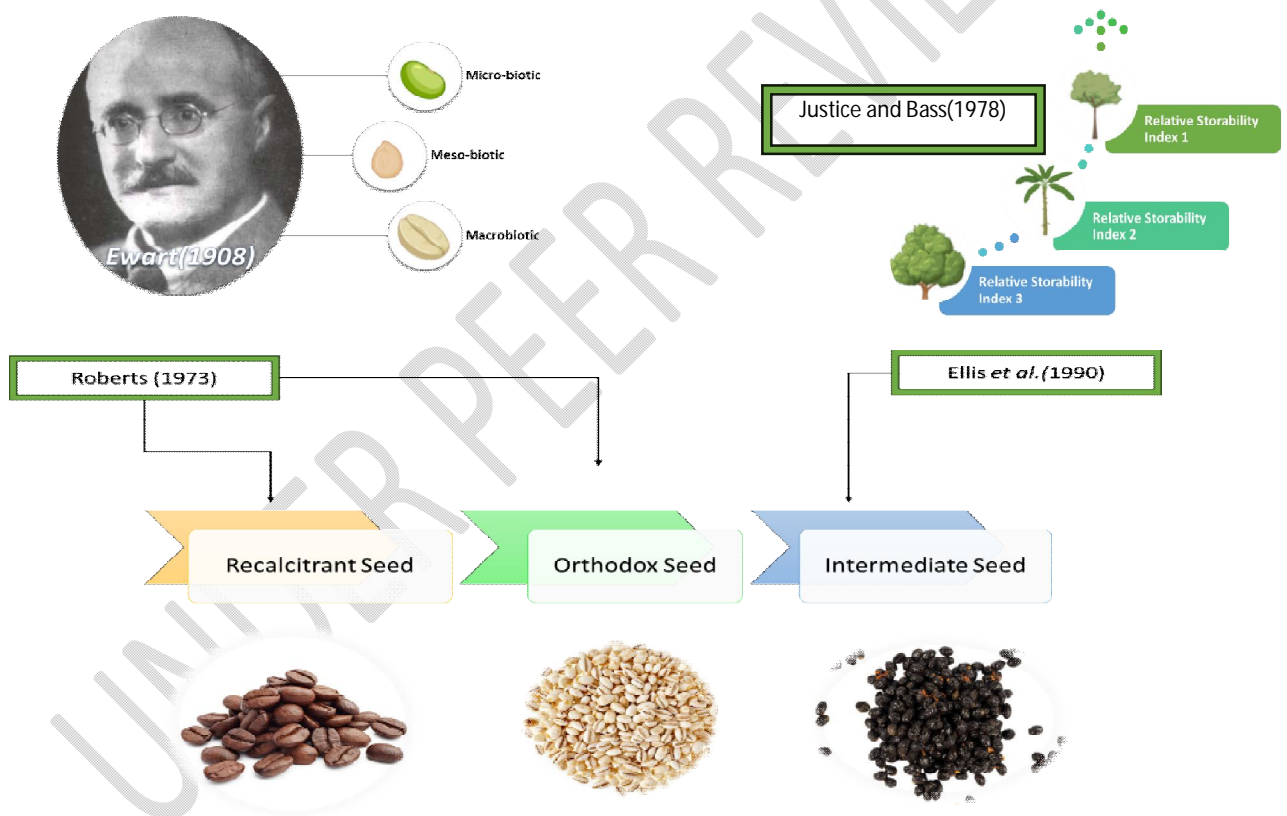 Micro-biotic
Meso-biotic
Macrobiotic
Ewart(1908)
Justice and Bass(1978)
Relative Storability
Index 1
Relative Storability
Index 2
Relative Storability
Index 3
Roberts (1973)
Ellis et al. (1990)
Recalcitrant Seed
Orthodox Seed
Intermediate Seed
UNDER PEER REVIEW